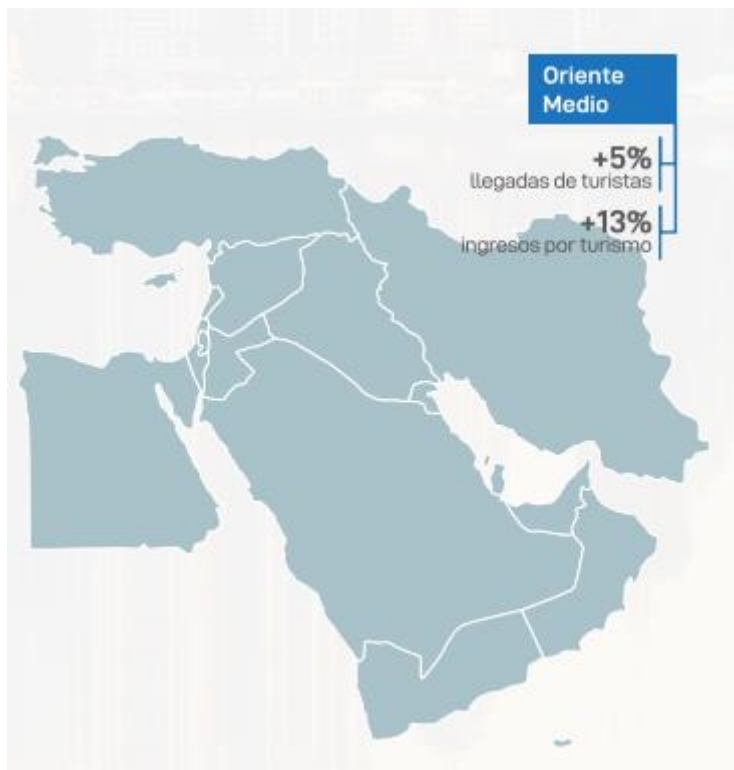 Oriente
Medio
+5%
llegadas de turistas
+13%
ingresos por turismo